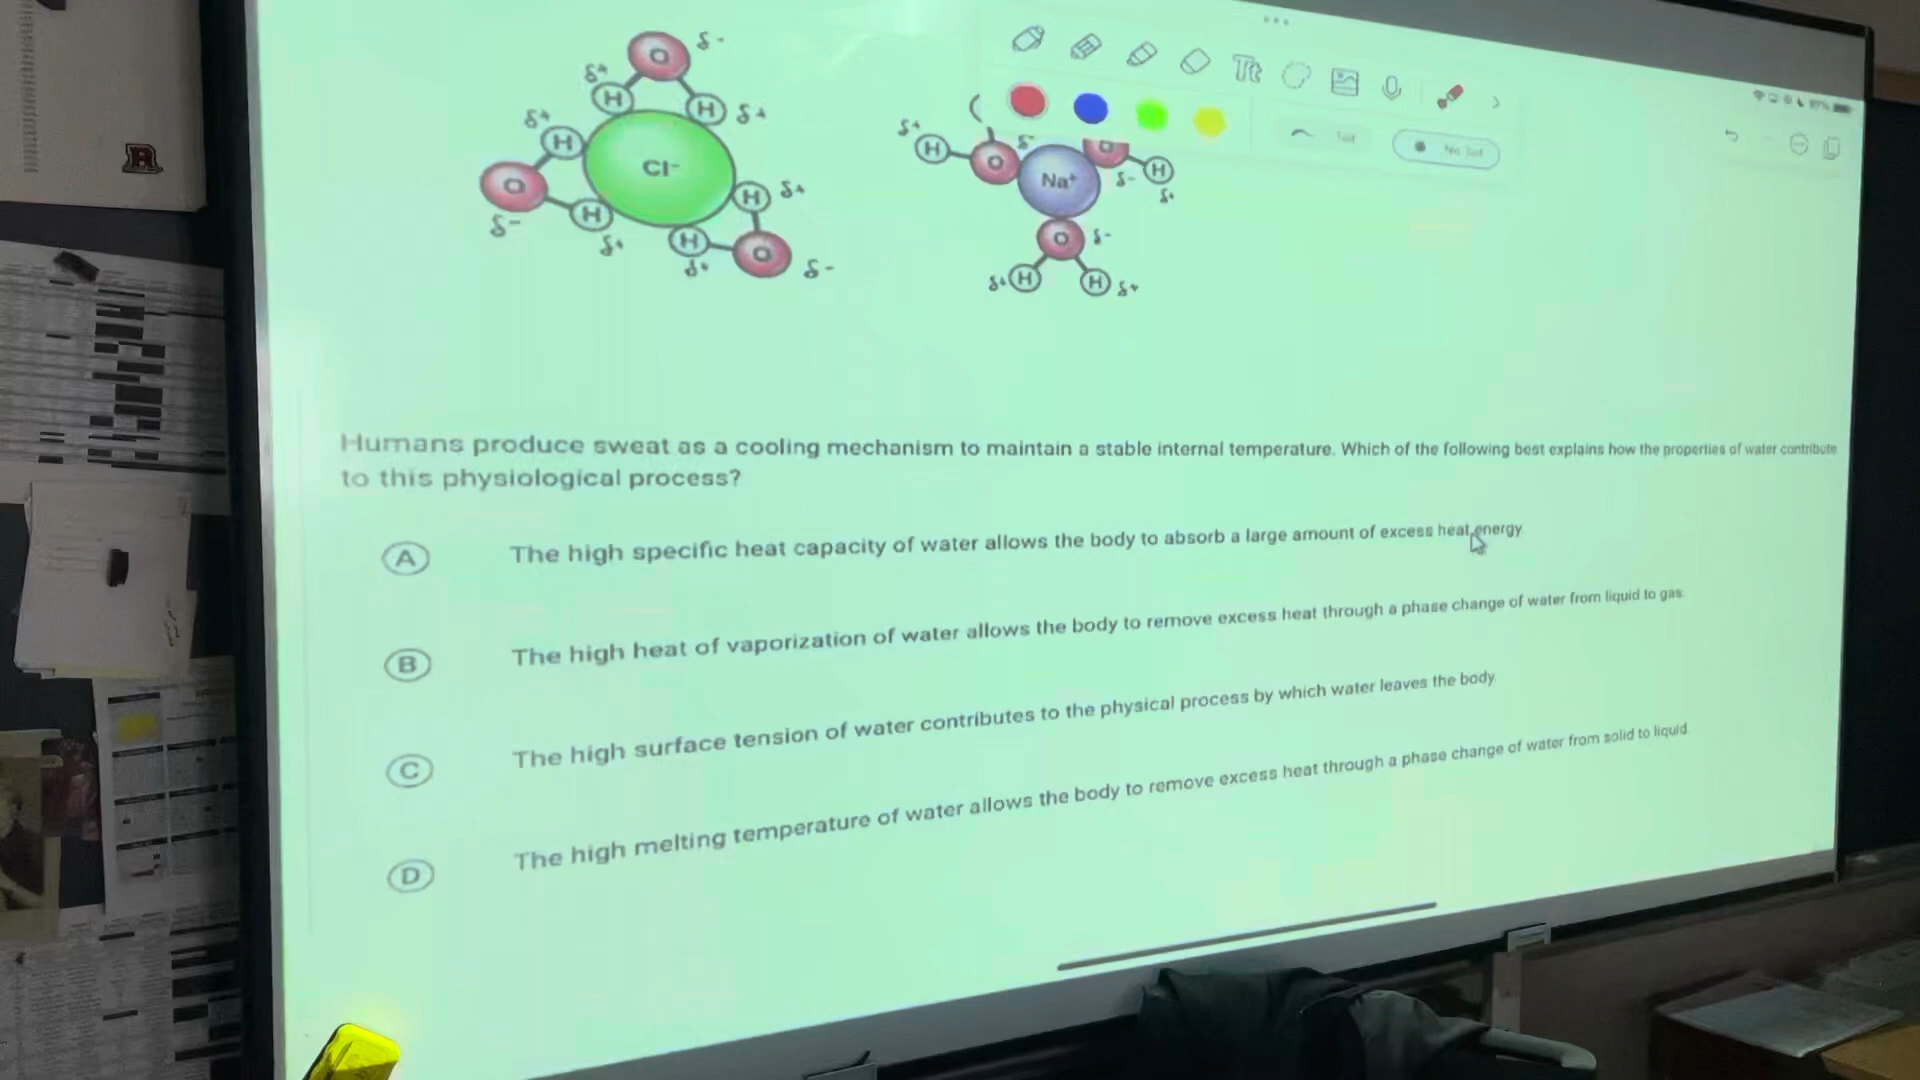 O δ-
δ+ H H δ+
δ+ H
Cl-
O
δ-
H
δ+
H δ+
H
δ+
O
δ-
δ+ H
O
δ-
Na+
O
δ-
H
δ+
O δ-
δ+ H H δ+
Tt
Humans produce sweat as a cooling mechanism to maintain a stable internal temperature. Which of the following best explains how the properties of water contribute
to this physiological process?
A The high specific heat capacity of water allows the body to absorb a large amount of excess heat energy.
B The high heat of vaporization of water allows the body to remove excess heat through a phase change of water from liquid to gas.
C The high surface tension of water contributes to the physical process by which water leaves the body.
D The high melting temperature of water allows the body to remove excess heat through a phase change of water from solid to liquid.